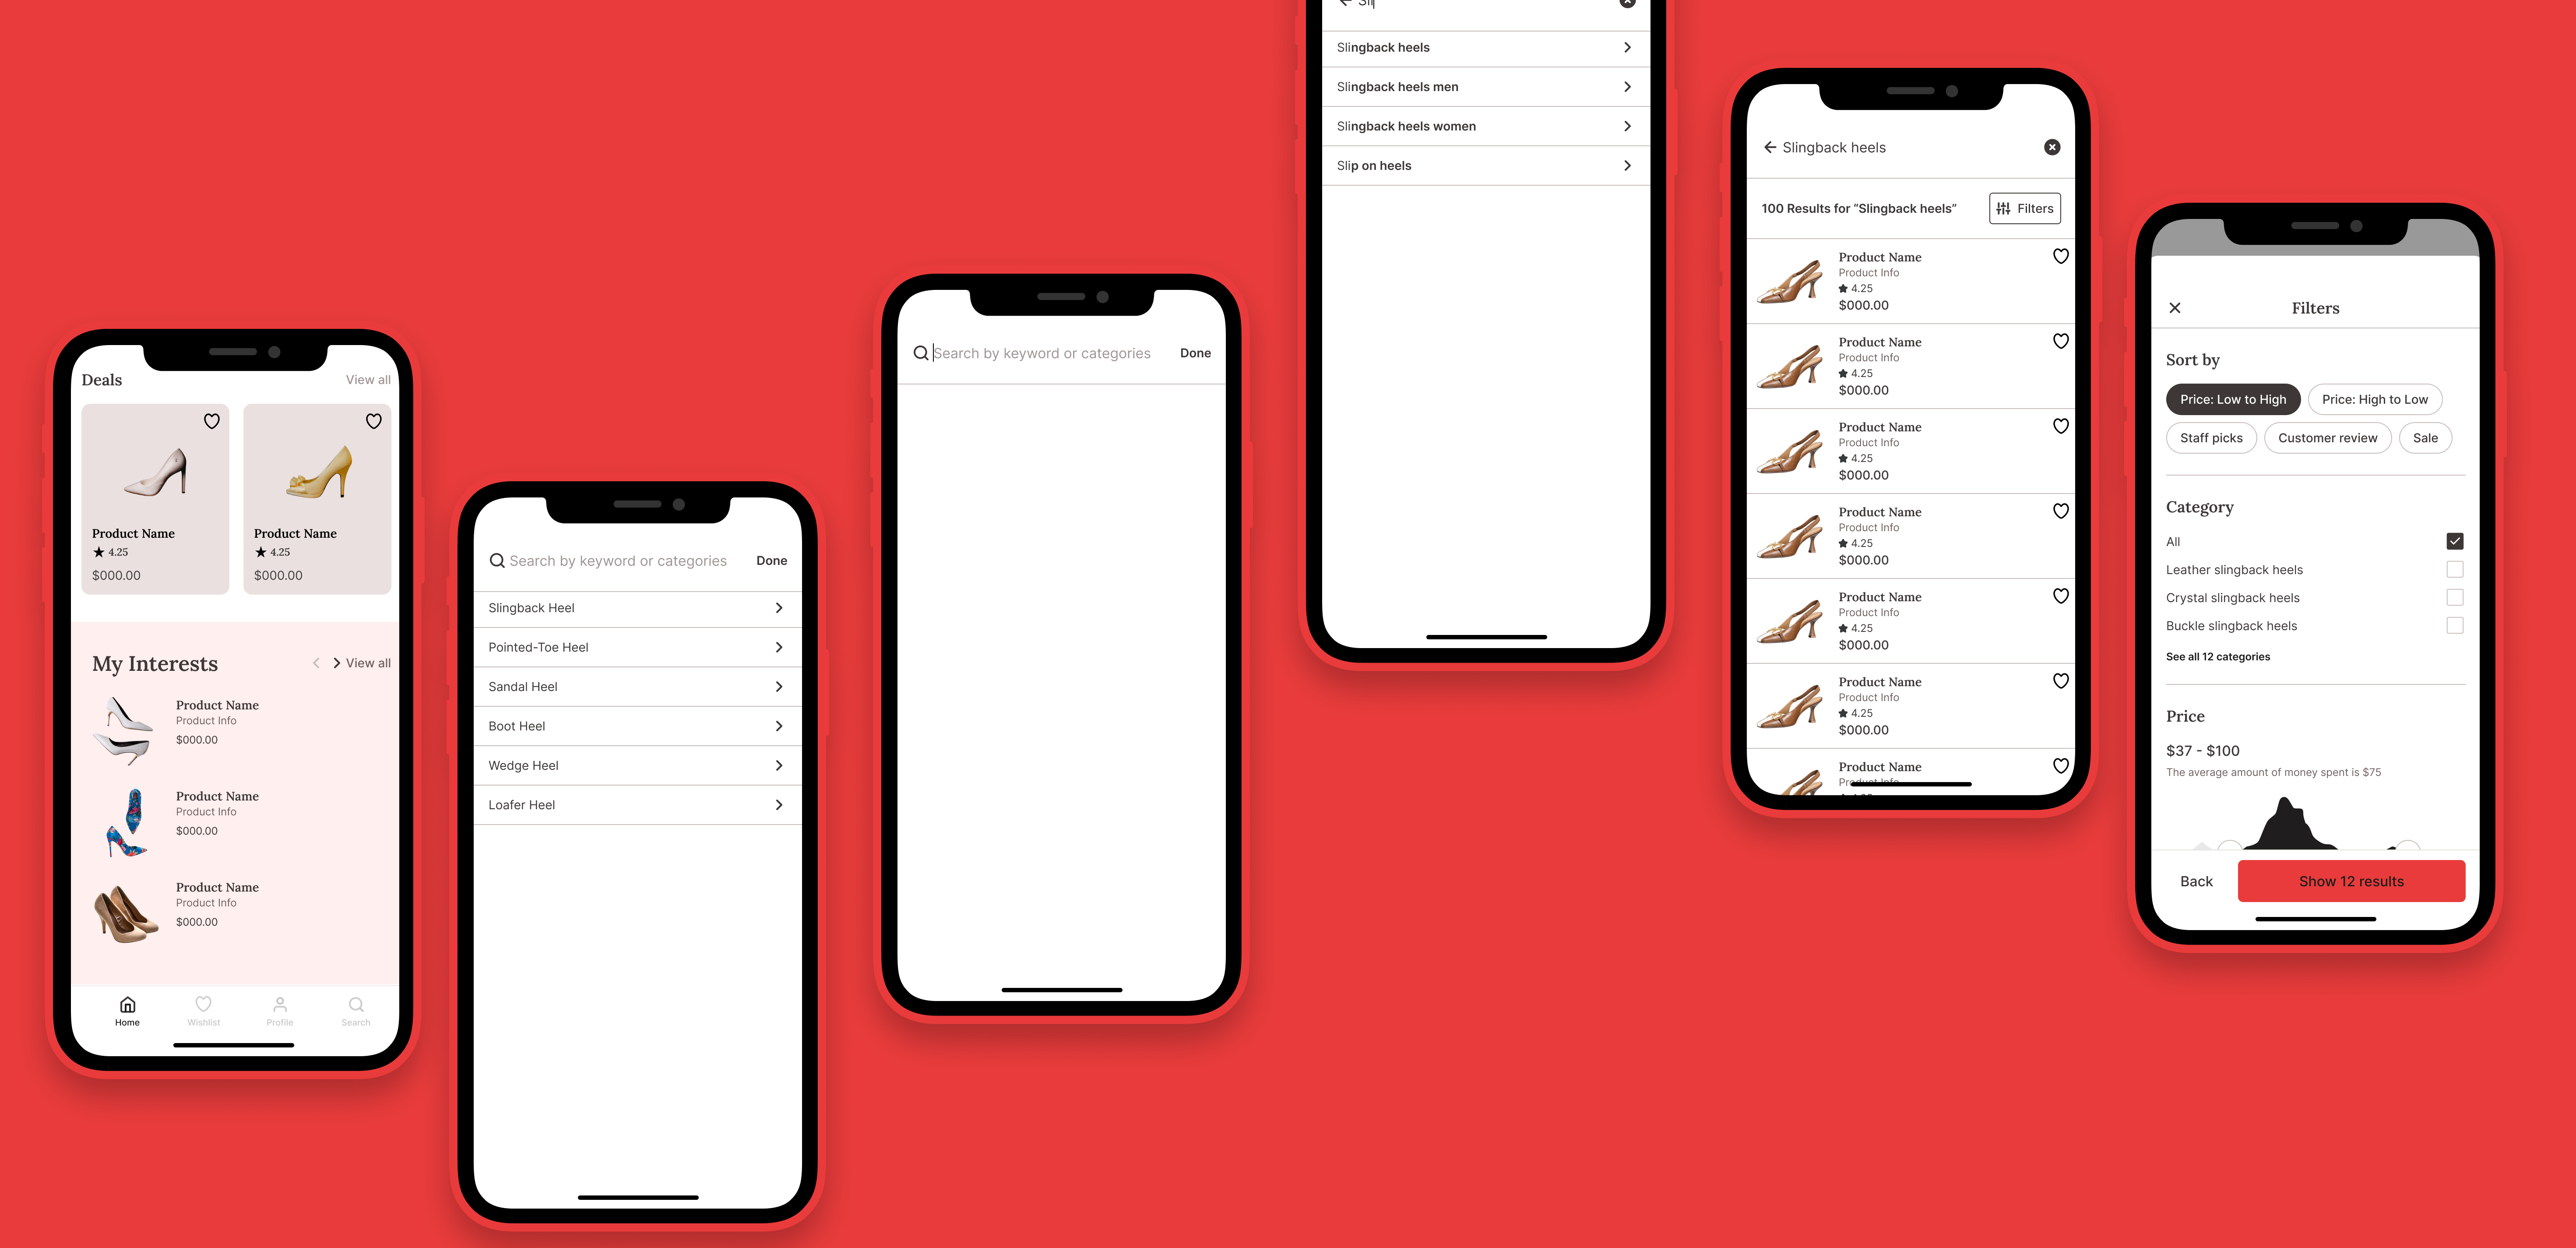 Deals View all
Product Name Product Name
4.25 4.25
$000.00 $000.00
My Interests View all
Product Name
Product Info
$000.00
Product Name
Product Info
$000.00
Product Name
Product Info
$000.00
Home Wishlist Profile Search
Search by keyword or categories Done
Slingback Heel
Pointed-Toe Heel
Sandal Heel
Boot Heel
Wedge Heel
Loafer Heel
Search by keyword or categories Done
Sli
Slingback heels
Slingback heels men
Slingback heels women
Slip on heels
Slingback heels
100 Results for “Slingback heels” Filters
Product Name
Product Info
4.25
$000.00
Product Name
Product Info
4.25
$000.00
Product Name
Product Info
4.25
$000.00
Product Name
Product Info
4.25
$000.00
Product Name
Product Info
4.25
$000.00
Product Name
Product Info
4.25
$000.00
Product Name
Product Info
Filters
Sort by
Price: Low to High Price: High to Low
Staff picks Customer review Sale
Category
All
Leather slingback heels
Crystal slingback heels
Buckle slingback heels
See all 12 categories
Price
$37 - $100
The average amount of money spent is $75
Back Show 12 results